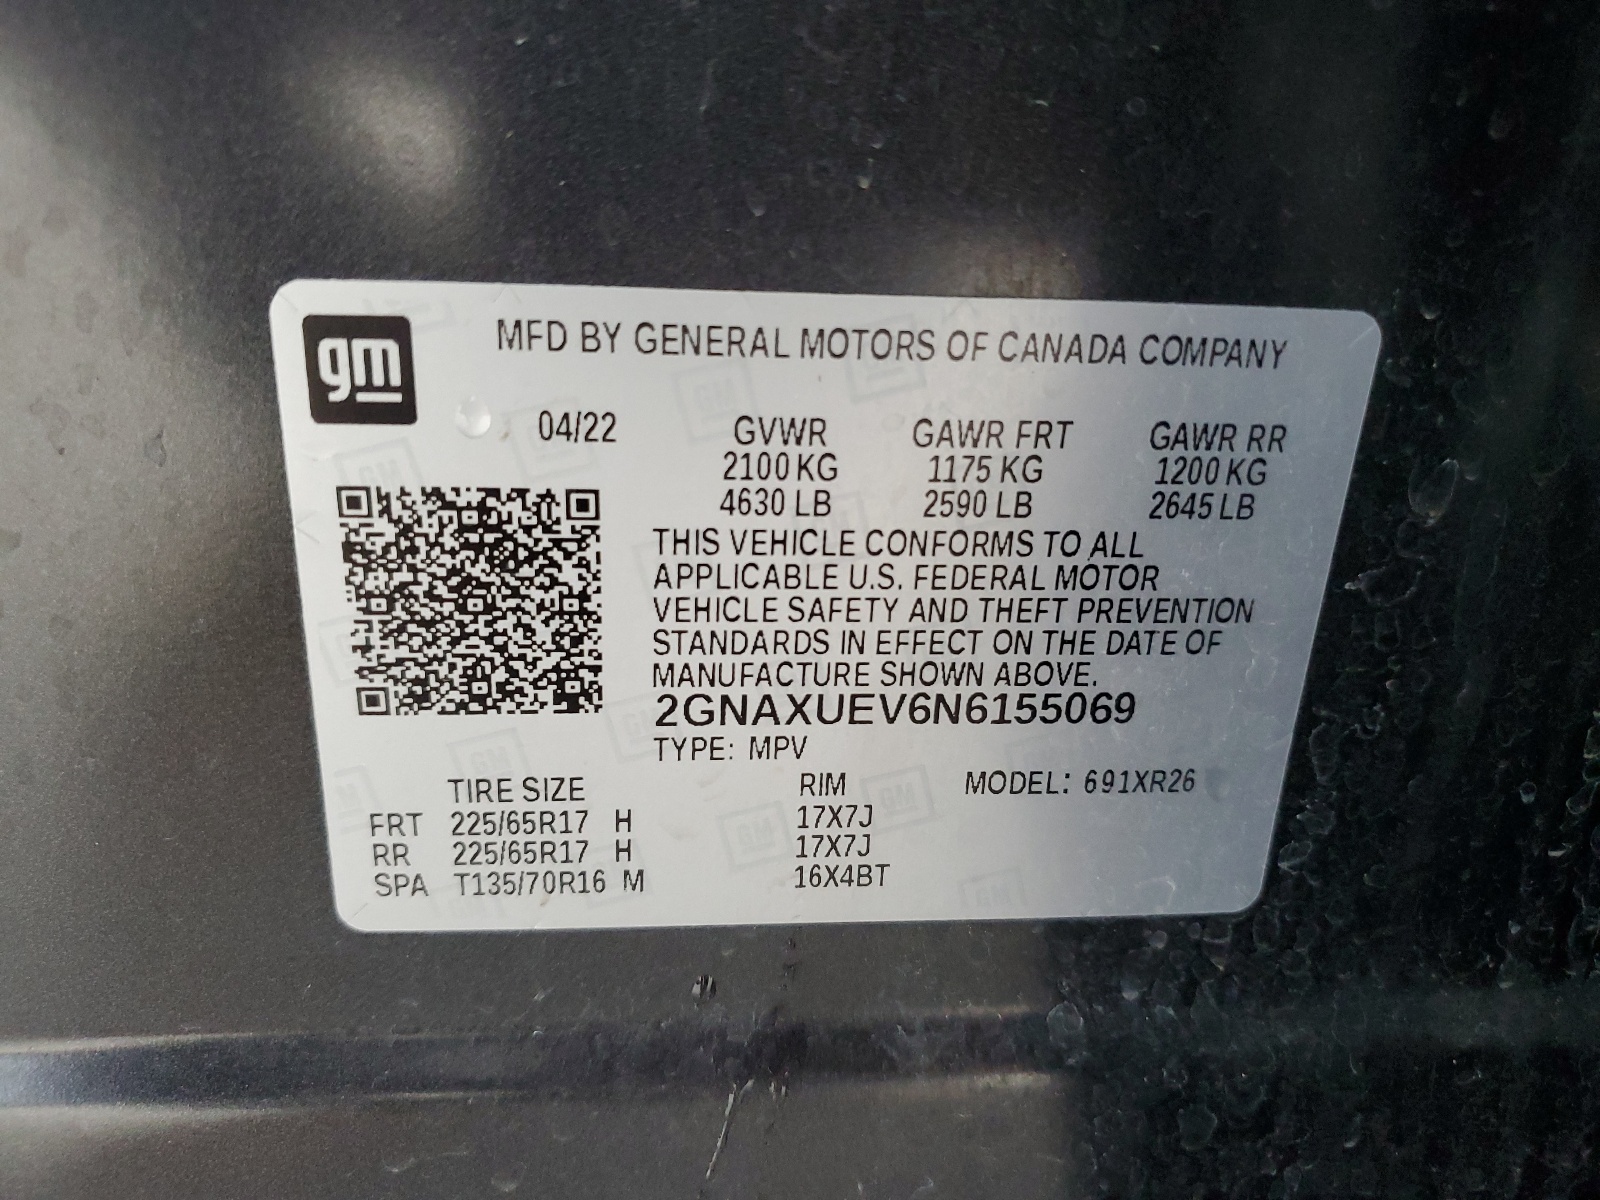 gm
MFD BY GENERAL MOTORS OF CANADA COMPANY
04/22 GVWR GAWR FRT GAWR RR
2100 KG 1175 KG 1200 KG
4630 LB 2590 LB 2645 LB
THIS VEHICLE CONFORMS TO ALL
APPLICABLE U.S. FEDERAL MOTOR
VEHICLE SAFETY AND THEFT PREVENTION
STANDARDS IN EFFECT ON THE DATE OF
MANUFACTURE SHOWN ABOVE.
2GNAXUEV6N6155069
TYPE: MPV
TIRE SIZE RIM MODEL: 691XR26
FRT 225/65R17 H 17X7J
RR 225/65R17 H 17X7J
SPA T135/70R16 M 16X4BT